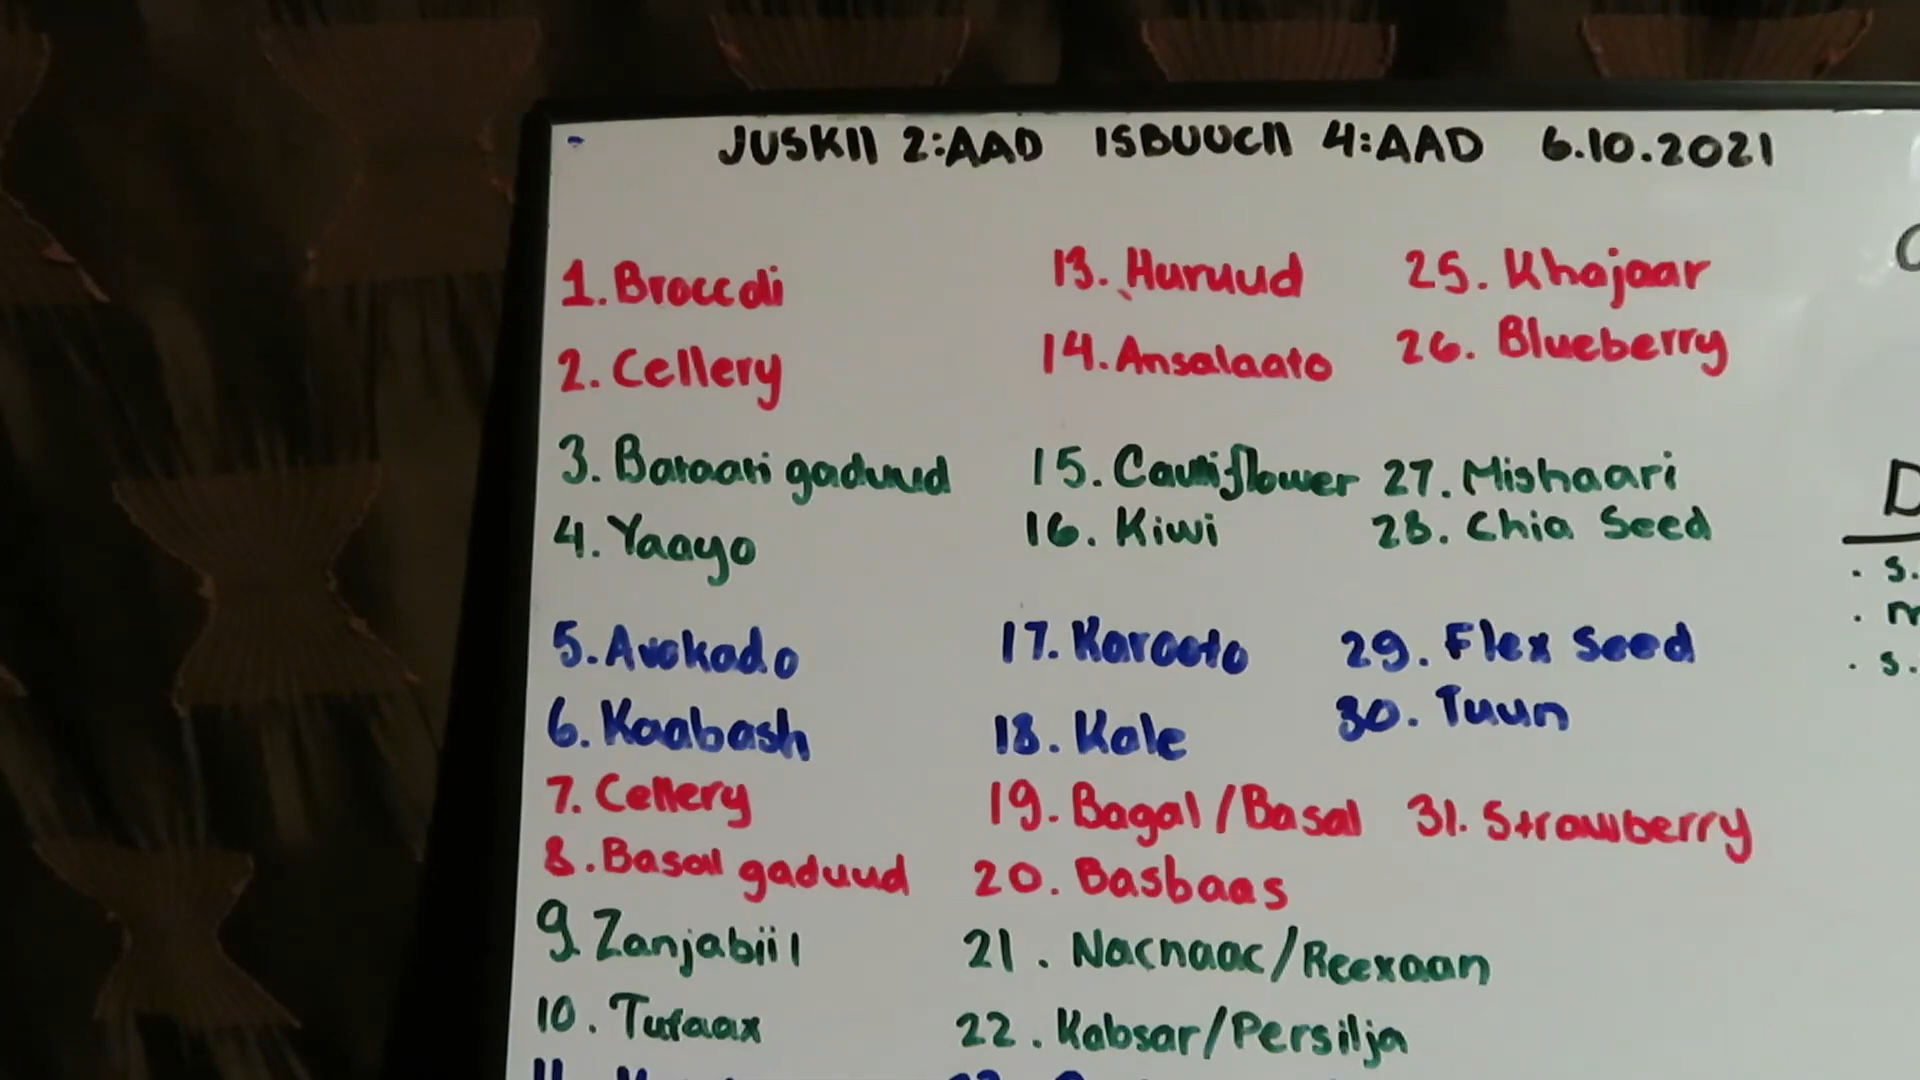 JUSKII 2:AAD ISBUUCII 4:AAD 6.10.2021
1. Broccoli
2. Cellery
3. Baraari gaduud
4. Yaayo
5. Avokado
6. Kaabash
7. Cellery
8. Basal gaduud
9. Zanjabiil
10. Tufaax
13. Huruud
14. Ansalaato
15. Cauliflower
16. Kiwi
17. Karooto
18. Kale
19. Bagal/Basal
20. Basbaas
21. Nacnaac/Reexaan
22. Kabsar/Persilja
25. Khajaar
26. Blueberry
27. Mishaari
28. Chia Seed
29. Flex Seed
30. Tuun
31. Strawberry